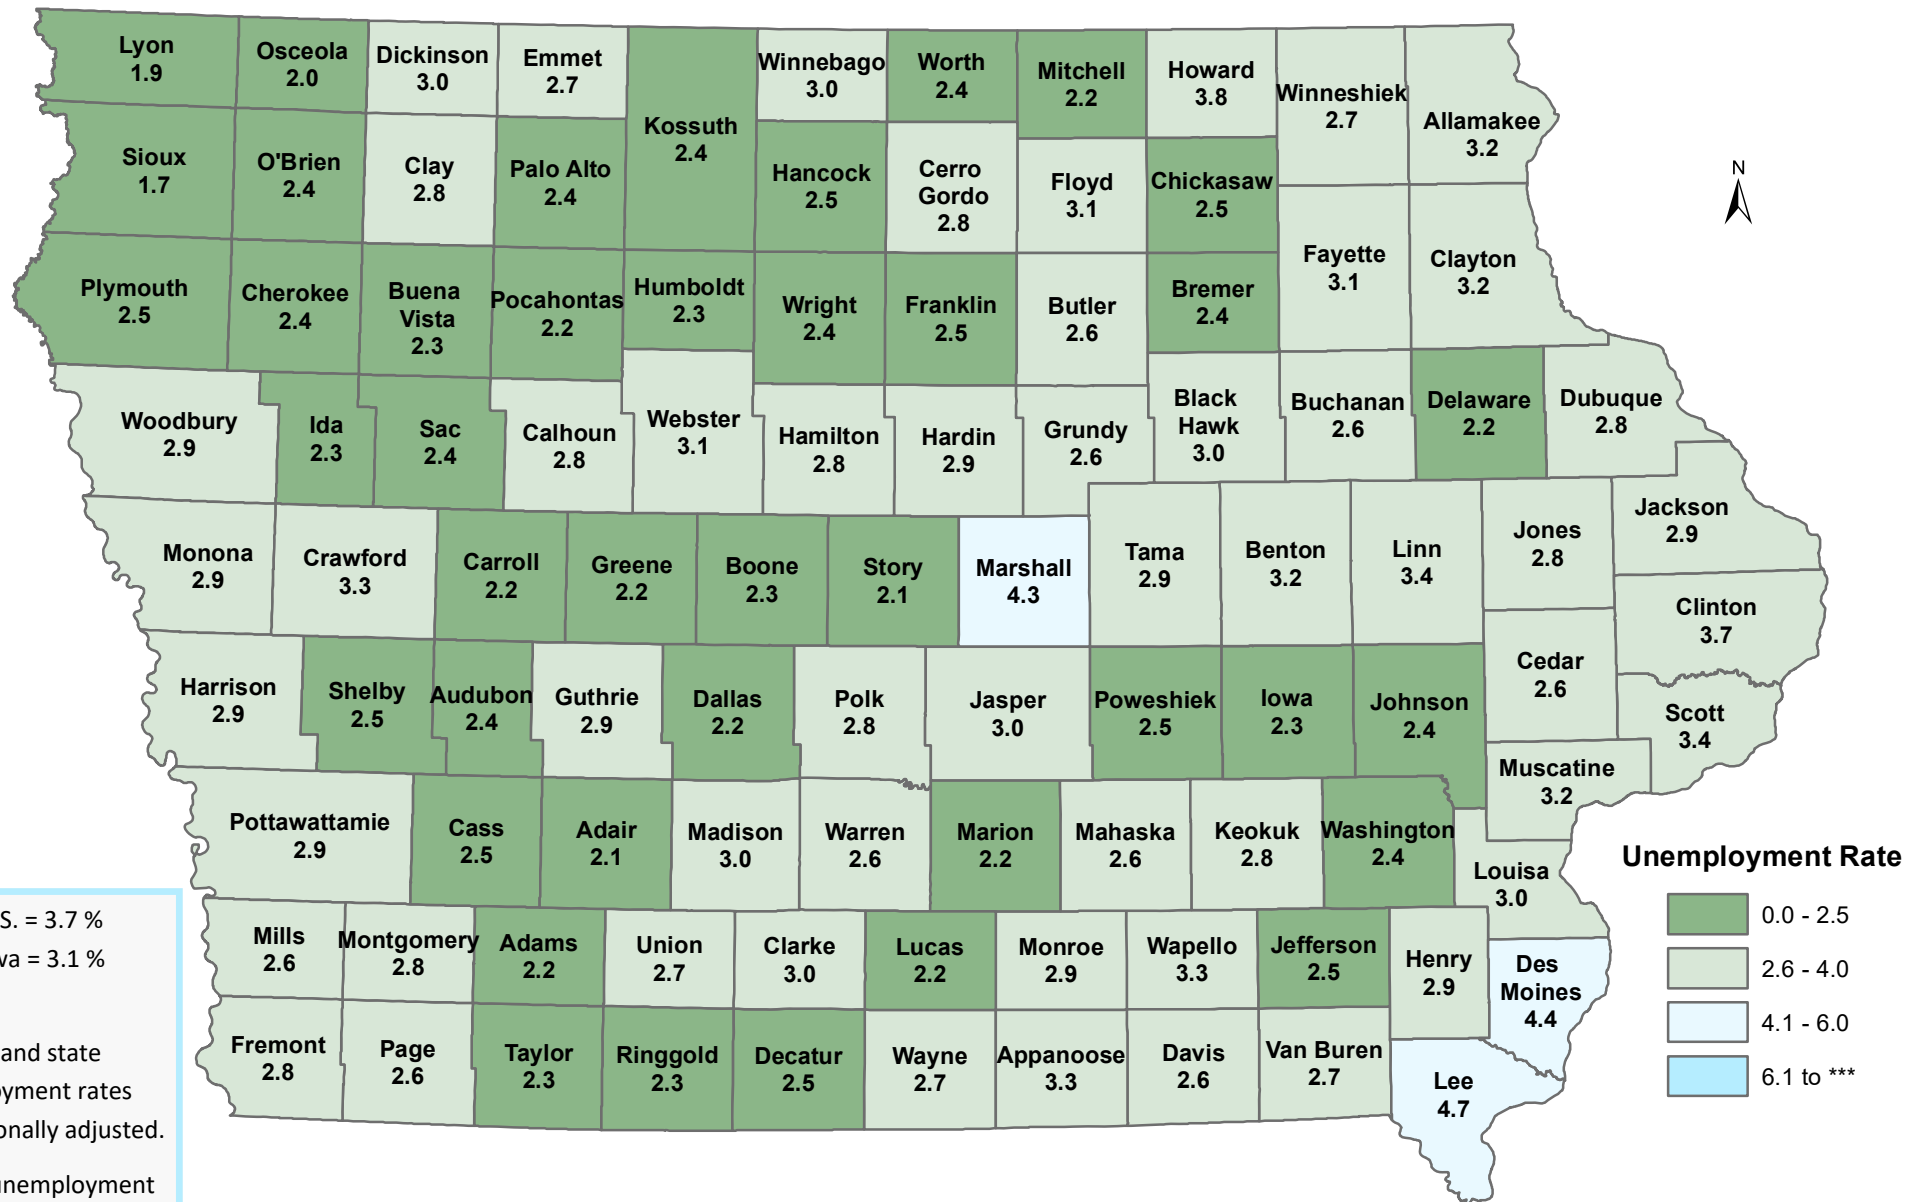 Lyon
1.9
Osceola
2.0
Dickinson
3.0
Emmet
2.7
Kossuth
2.4
Winnebago
3.0
Worth
2.4
Mitchell
2.2
Howard
3.8
Winneshiek
2.7
Allamakee
3.2
N
Sioux
1.7
O'Brien
2.4
Clay
2.8
Palo Alto
2.4
Hancock
2.5
Cerro
Gordo
2.8
Floyd
3.1
Chickasaw
2.5
Fayette
3.1
Clayton
3.2
Plymouth
2.5
Cherokee
2.4
Buena
Vista
2.3
Pocahontas
2.2
Humboldt
2.3
Wright
2.4
Franklin
2.5
Butler
2.6
Bremer
2.4
Woodbury
2.9
Ida
2.3
Sac
2.4
Calhoun
2.8
Webster
3.1
Hamilton
2.8
Hardin
2.9
Grundy
2.6
Black
Hawk
3.0
Buchanan
2.6
Delaware
2.2
Dubuque
2.8
Monona
2.9
Crawford
3.3
Carroll
2.2
Greene
2.2
Boone
2.3
Story
2.1
Marshall
4.3
Tama
2.9
Benton
3.2
Linn
3.4
Jones
2.8
Jackson
2.9
Clinton
3.7
Harrison
2.9
Shelby
2.5
Audubon
2.4
Guthrie
2.9
Dallas
2.2
Polk
2.8
Jasper
3.0
Poweshiek
2.5
Iowa
2.3
Johnson
2.4
Cedar
2.6
Scott
3.4
Muscatine
3.2
Pottawattamie
2.9
Cass
2.5
Adair
2.1
Madison
3.0
Warren
2.6
Marion
2.2
Mahaska
2.6
Keokuk
2.8
Washington
2.4
Louisa
3.0
Mills
2.6
Montgomery
2.8
Adams
2.2
Union
2.7
Clarke
3.0
Lucas
2.2
Monroe
2.9
Wapello
3.3
Jefferson
2.5
Henry
2.9
Des
Moines
4.4
Fremont
2.8
Page
2.6
Taylor
2.3
Ringgold
2.3
Decatur
2.5
Wayne
2.7
Appanoose
3.3
Davis
2.6
Van Buren
2.7
Lee
4.7
Unemployment Rate
0.0 - 2.5
2.6 - 4.0
4.1 - 6.0
6.1 to ***
S. = 3.7 %
wa = 3.1 %
and state
oyment rates
onally adjusted.
unemployment